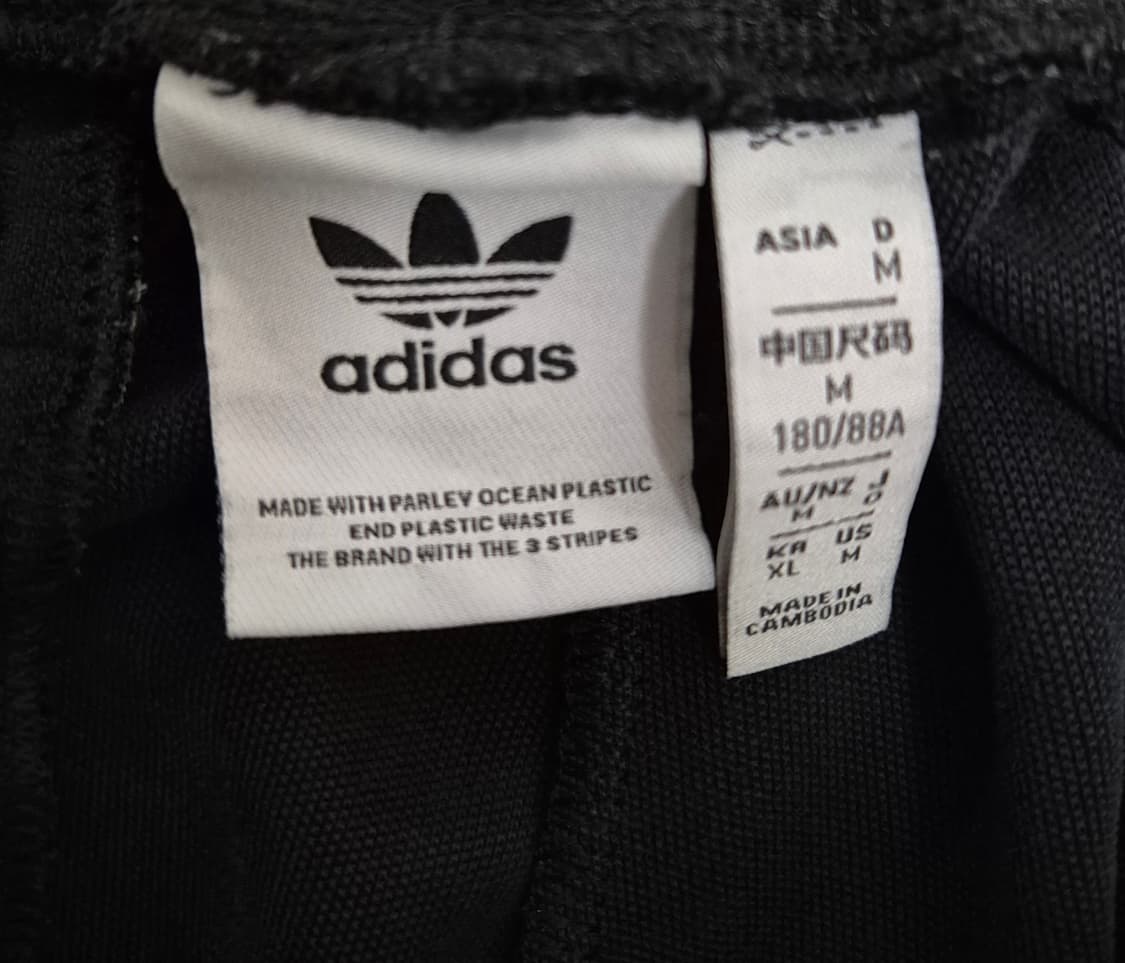 adidas
MADE WITH PARLEY OCEAN PLASTIC
END PLASTIC WASTE
THE BRAND WITH THE 3 STRIPES
ASIA D
M
中国尺码
M
180/88A
AU/NZ J
M O
KR US
XL M
MADE IN
CAMBODIA